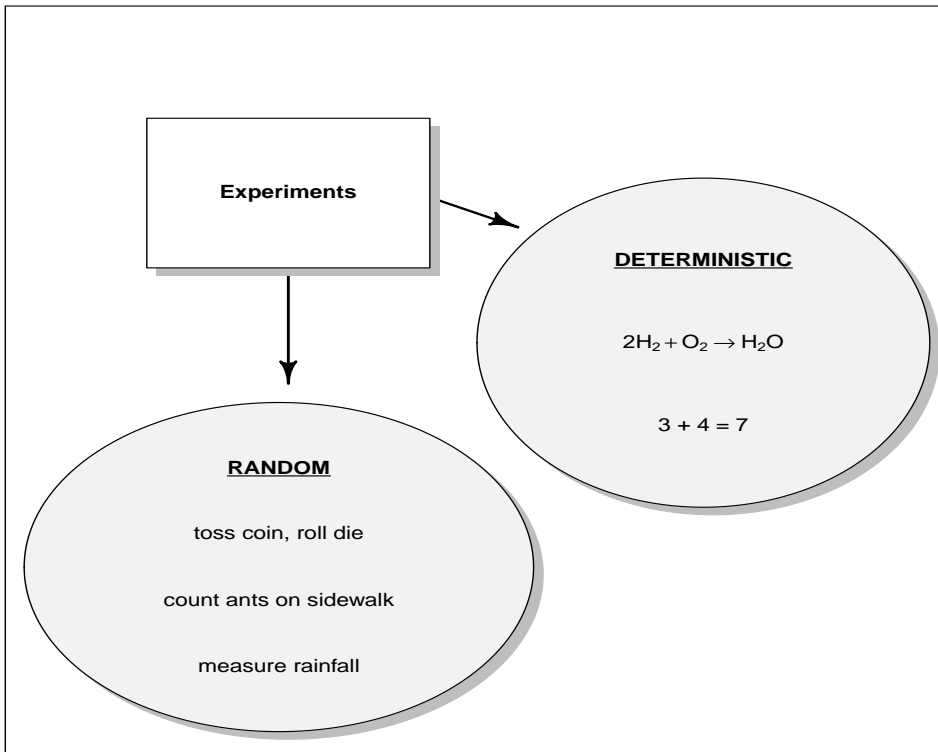 Experiments
DETERMINISTIC
2H₂ + O₂ → H₂O
3 + 4 = 7
RANDOM
toss coin, roll die
count ants on sidewalk
measure rainfall